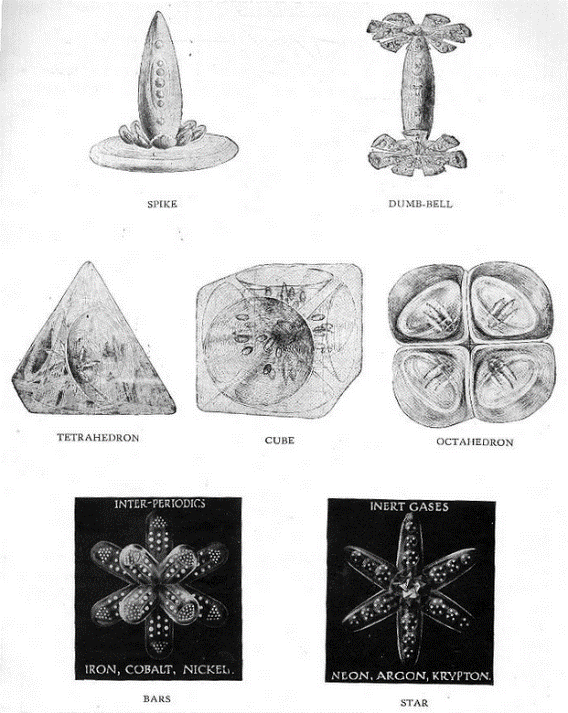 SPIKE
DUMB-BELL
TETRAHEDRON
CUBE
OCTAHEDRON
INTER-PERIODICS
IRON, COBALT, NICKEL.
BARS
INERT GASES
NEON, ARGON, KRYPTON.
STAR